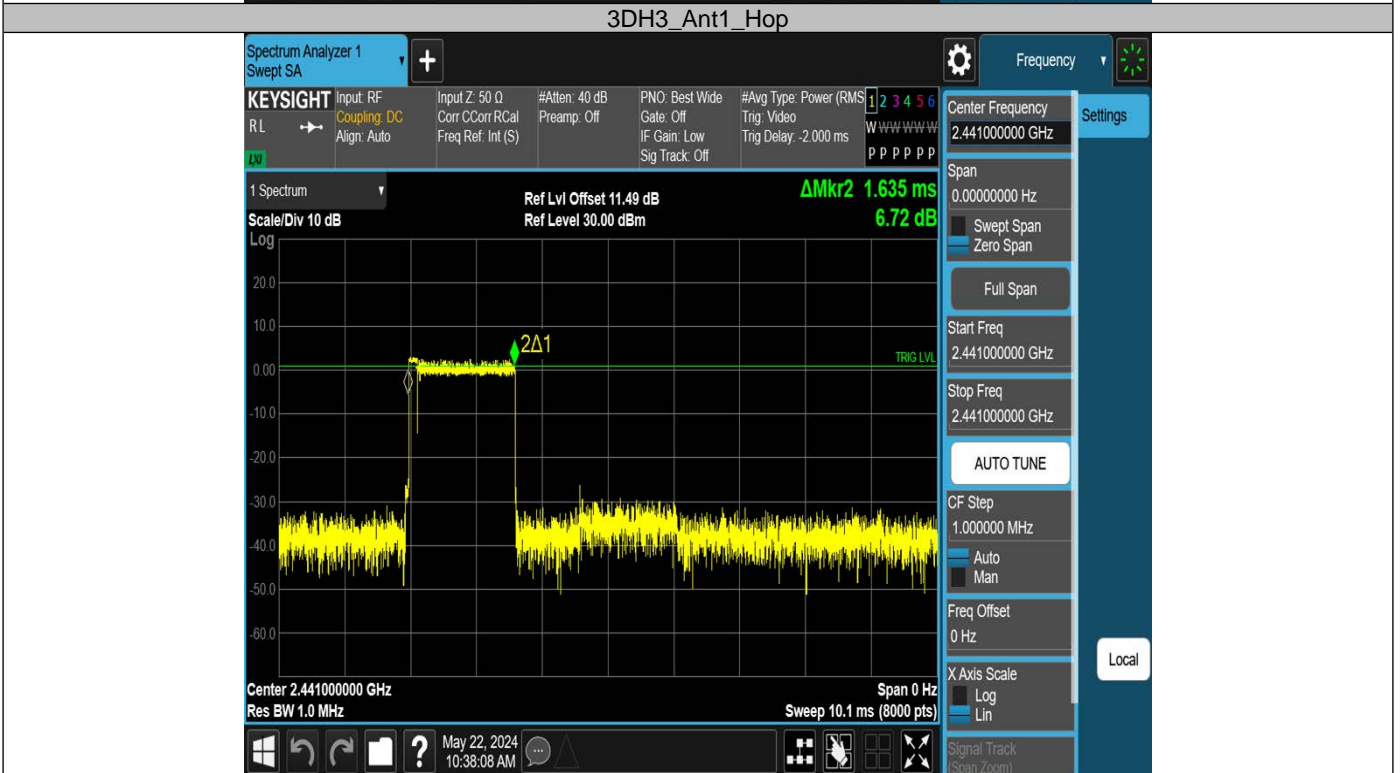 3DH3_Ant1_Hop
Spectrum Analyzer 1
Swept SA
+
Frequency
KEYSIGHT
RL
LXI
Input: RF
Coupling: DC
Align: Auto
Input Z: 50 Ω
Corr CCorr RCal
Freq Ref: Int (S)
#Atten: 40 dB
Preamp: Off
PNO: Best Wide
Gate: Off
IF Gain: Low
Sig Track: Off
#Avg Type: Power (RMS
Trig: Video
Trig Delay: -2.000 ms
1 2 3 4 5 6
W W W W W W
P P P P P P
Center Frequency
2.441000000 GHz
Settings
1 Spectrum
Scale/Div 10 dB
Log
Ref Lvl Offset 11.49 dB
Ref Level 30.00 dBm
ΔMkr2 1.635 ms
6.72 dB
Span
0.00000000 Hz
Swept Span
Zero Span
Full Span
Start Freq
2.441000000 GHz
Stop Freq
2.441000000 GHz
AUTO TUNE
CF Step
1.000000 MHz
Auto
Man
Freq Offset
0 Hz
X Axis Scale
Log
Lin
Signal Track
(Span Zoom)
Local
20.0
10.0
0.00
-10.0
-20.0
-30.0
-40.0
-50.0
-60.0
2Δ1
TRIG LVL
Center 2.441000000 GHz
Res BW 1.0 MHz
Span 0 Hz
Sweep 10.1 ms (8000 pts)
?
May 22, 2024
10:38:08 AM